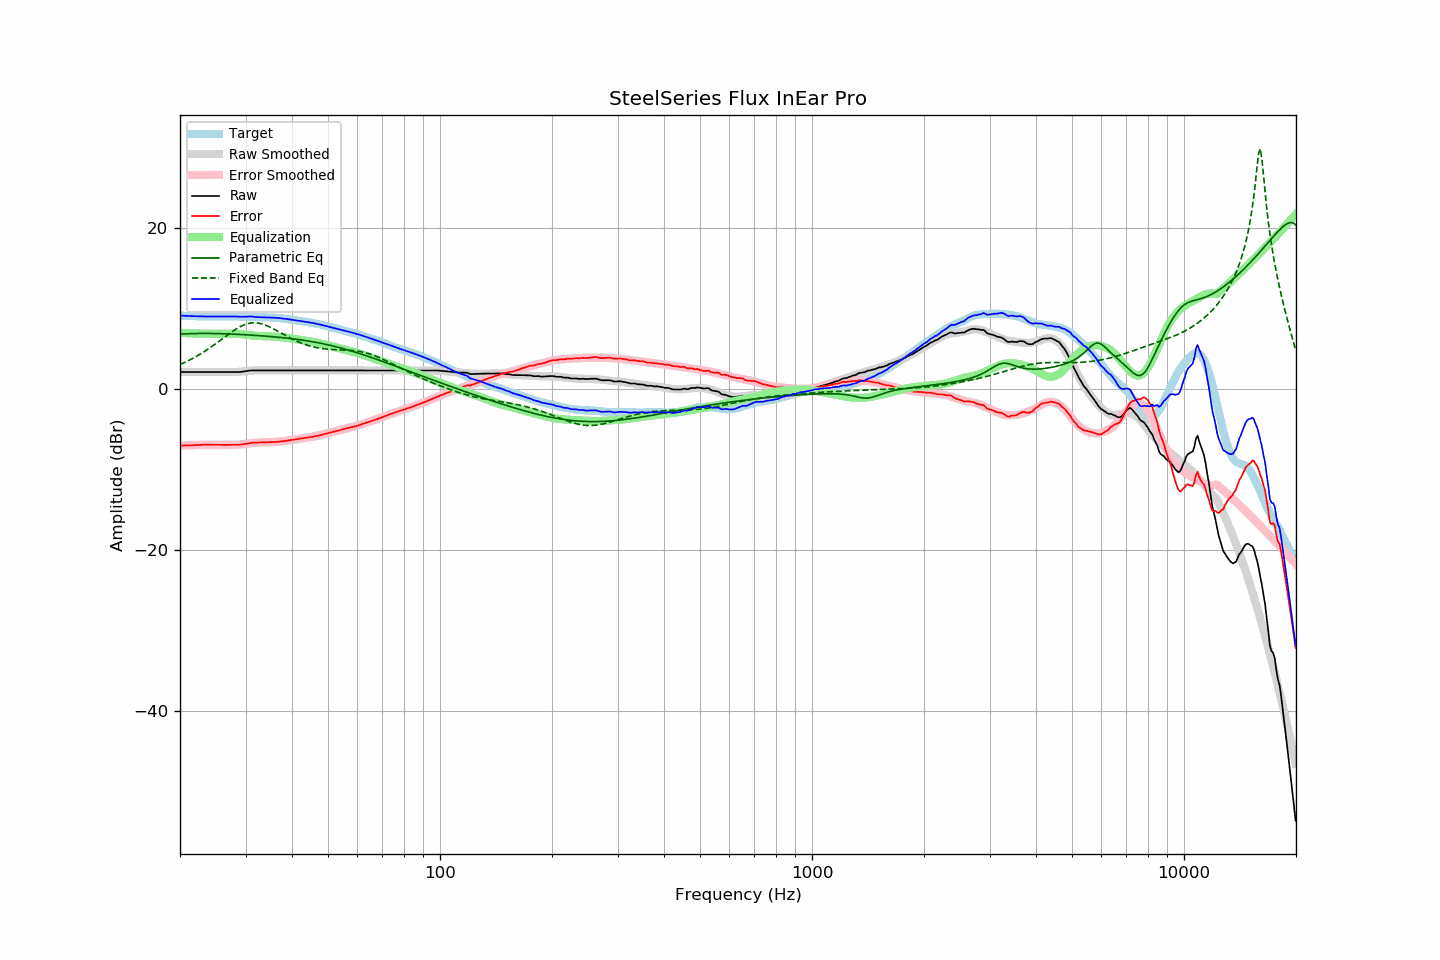 SteelSeries Flux InEar Pro
Target
Raw Smoothed
Error Smoothed
Raw
Error
Equalization
Parametric Eq
Fixed Band Eq
Equalized
20
0
−20
−40
Amplitude (dBr)
100
1000
10000
Frequency (Hz)